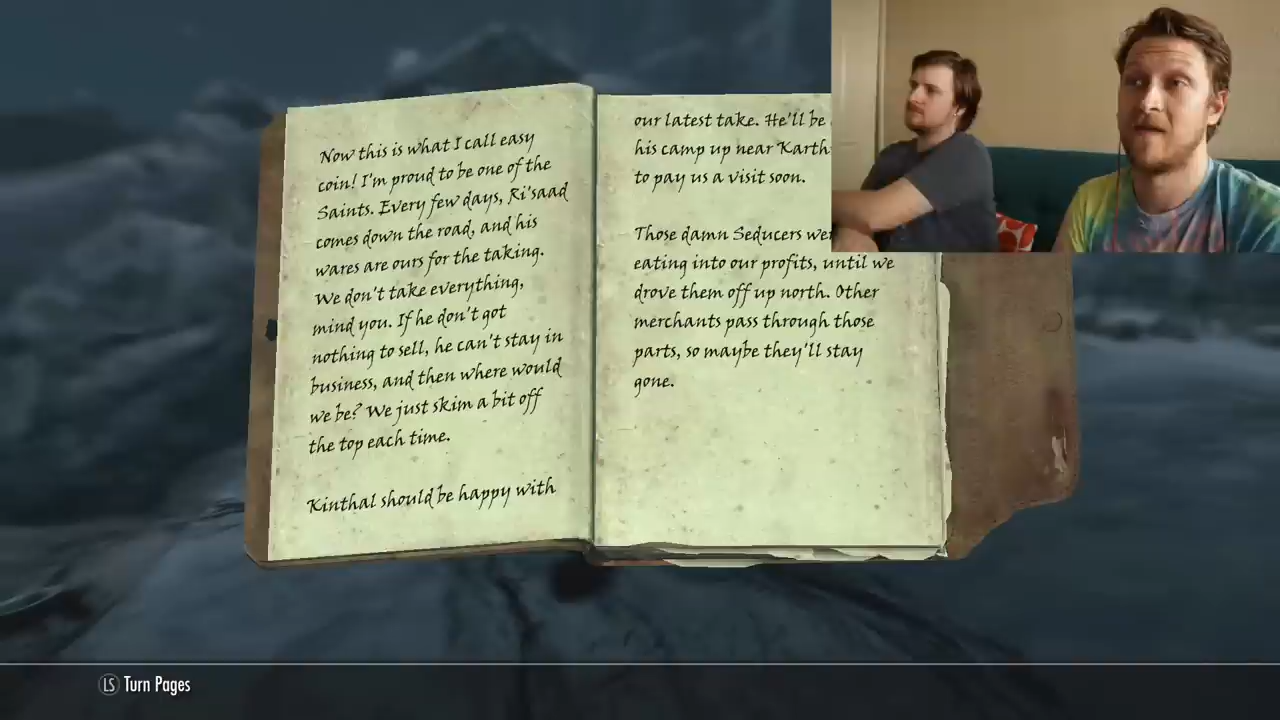 Now this is what I call easy
coin! I'm proud to be one of the
Saints. Every few days, Ri'saad
comes down the road, and his
wares are ours for the taking.
We don't take everything,
mind you. If he don't got
nothing to sell, he can't stay in
business, and then where would
we be? We just skim a bit off
the top each time.
Kinthal should be happy with
our latest take. He'll be
his camp up near
to pay us a visit soon.
Those damn Seducers
eating into our profits, until we
drove them off up north. Other
merchants pass through those
parts, so maybe they'll stay
gone.
LS Turn Pages